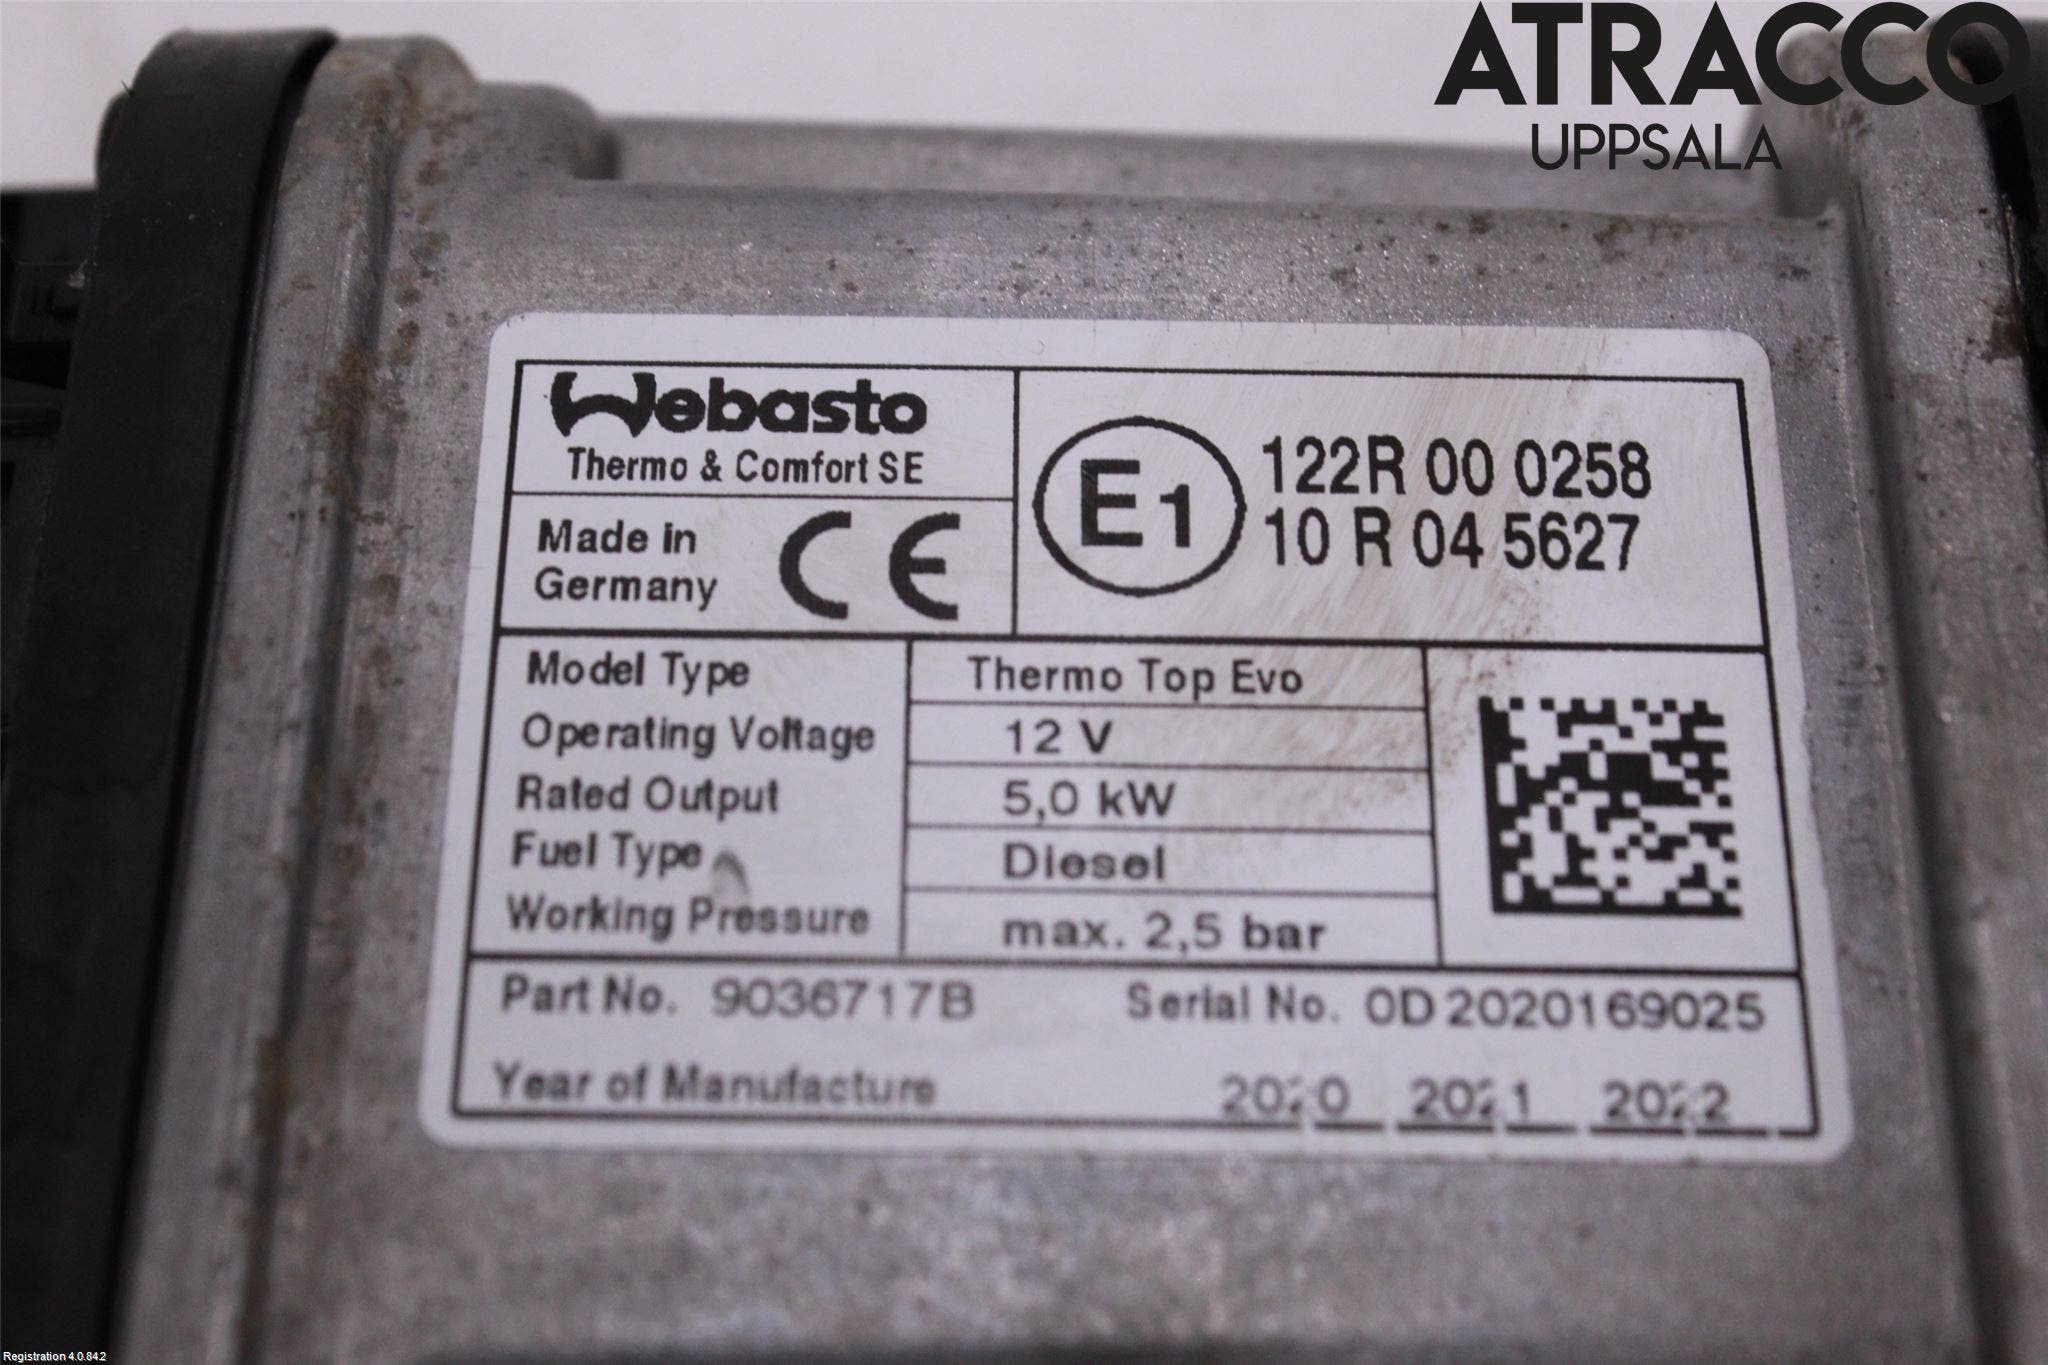 ATRACCO
UPPSALA
Webasto
Thermo & Comfort SE
Made in
Germany
CE
E1
122R 00 0258
10 R 04 5627
Model Type Thermo Top Evo
Operating Voltage 12 V
Rated Output 5,0 kW
Fuel Type Diesel
Working Pressure max. 2,5 bar
Part No. 9036717B Serial No. 0D2020169025
Year of Manufacture 2020 2021 2022
Registration 4.0.84.2